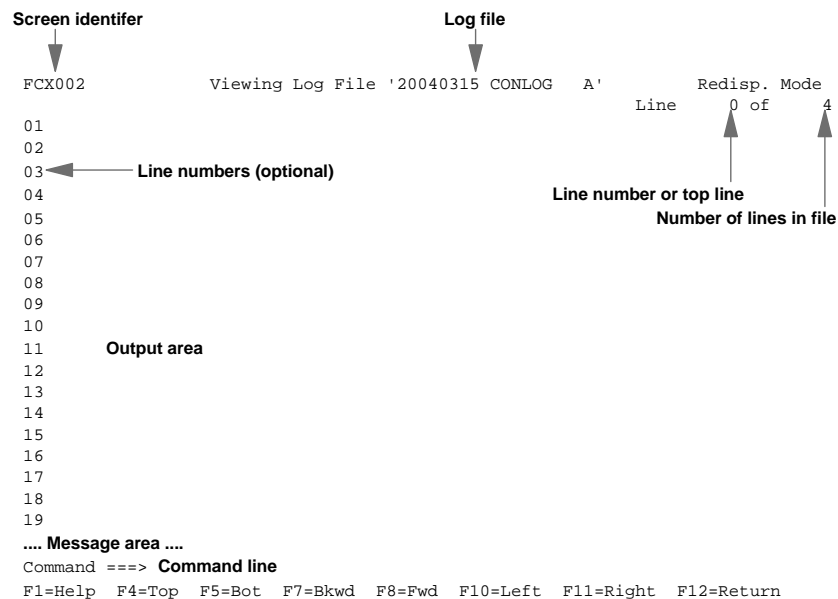 Screen identifer Log file
FCX002 Viewing Log File '20040315 CONLOG A' Redisp. Mode
Line 0 of 4
01
02
03 Line numbers (optional)
04 Line number or top line
05 Number of lines in file
06
07
08
09
10
11 Output area
12
13
14
15
16
17
18
19
.... Message area ....
Command ===> Command line
F1=Help F4=Top F5=Bot F7=Bkwd F8=Fwd F10=Left F11=Right F12=Return